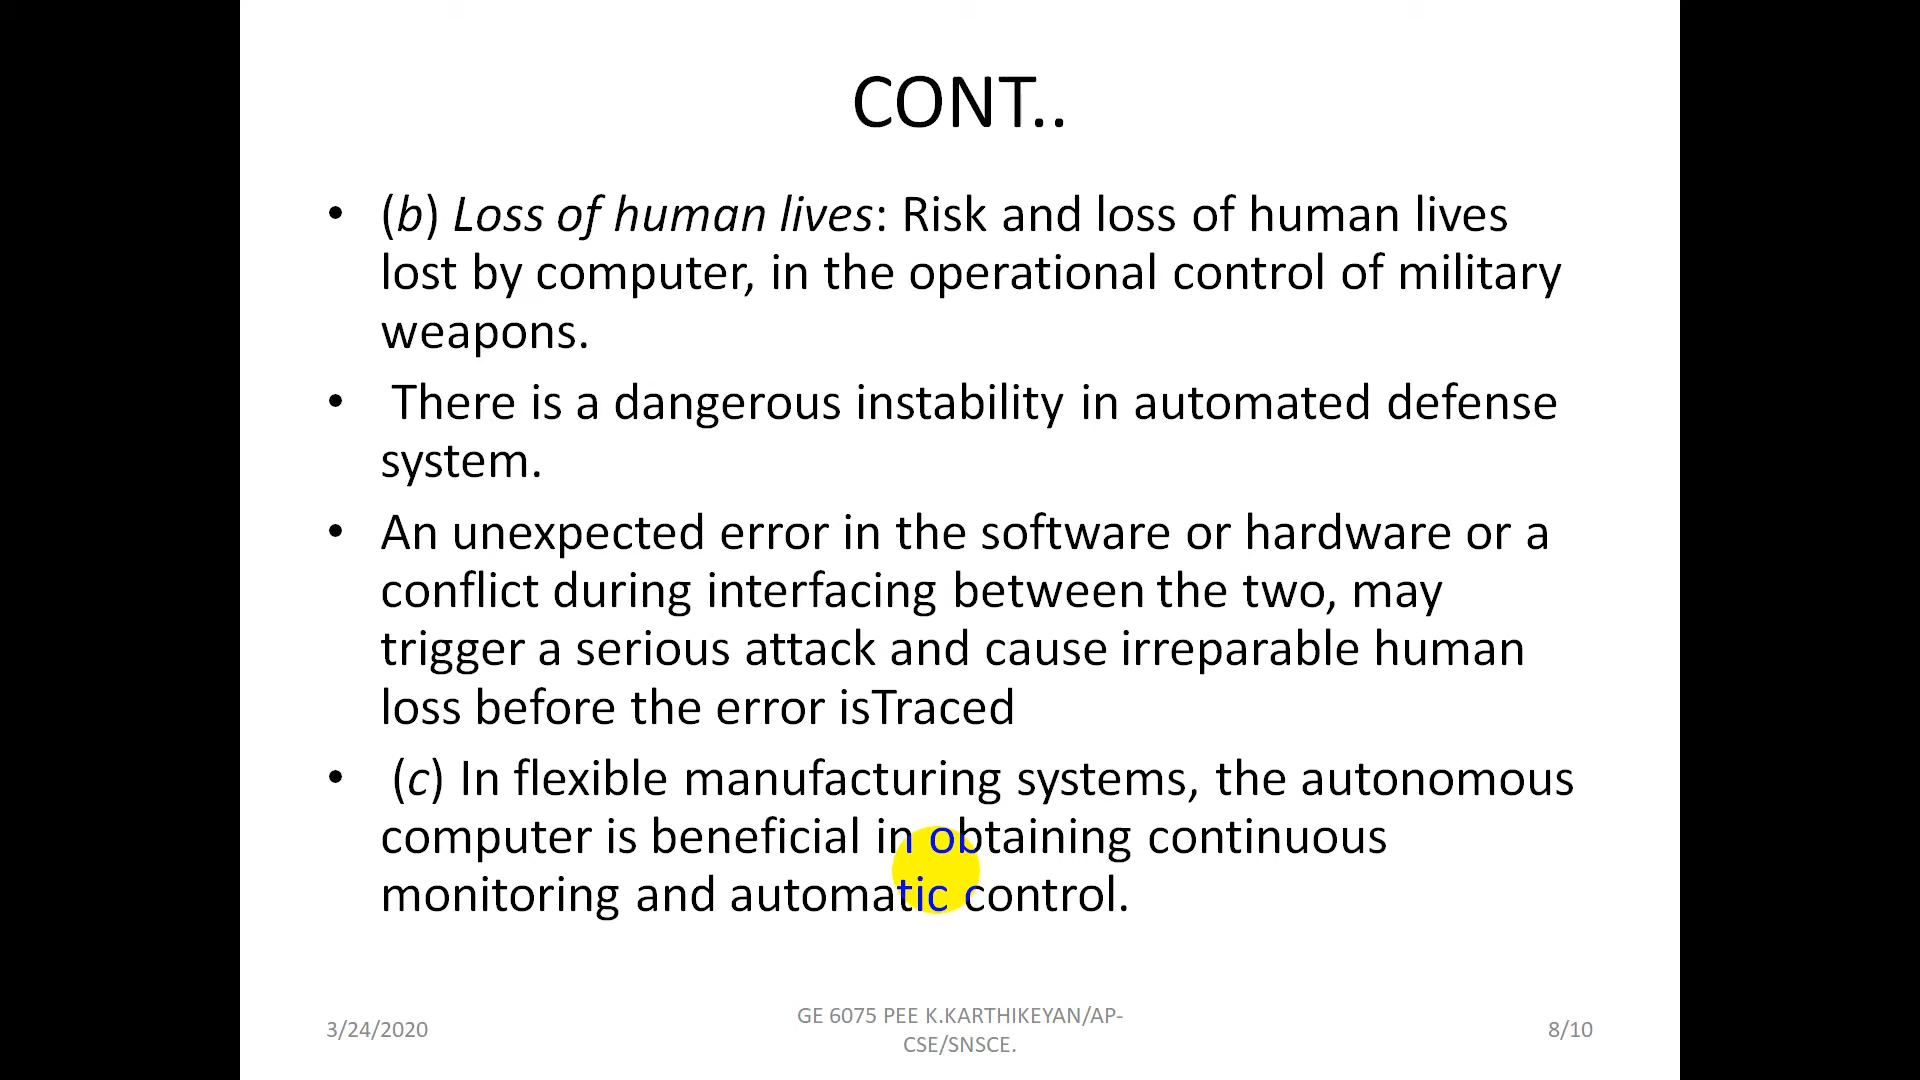 CONT..
• (b) Loss of human lives: Risk and loss of human lives
lost by computer, in the operational control of military
weapons.
• There is a dangerous instability in automated defense
system.
• An unexpected error in the software or hardware or a
conflict during interfacing between the two, may
trigger a serious attack and cause irreparable human
loss before the error isTraced
• (c) In flexible manufacturing systems, the autonomous
computer is beneficial in obtaining continuous
monitoring and automatic control.
3/24/2020
GE 6075 PEE K.KARTHIKEYAN/AP-
CSE/SNSCE.
8/10